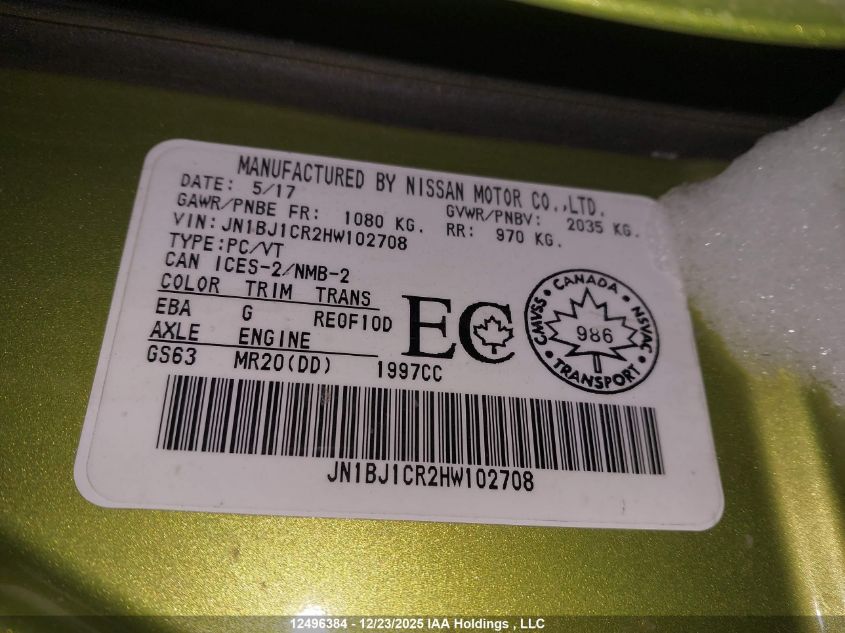 MANUFACTURED BY NISSAN MOTOR CO.,LTD.
DATE: 5/17
GAWR/PNBE FR: 1080 KG. GVWR/PNBV: 2035 KG.
VIN: JN1BJ1CR2HW102708 RR: 970 KG.
TYPE:PC/VT
CAN ICES-2/NMB-2
COLOR TRIM TRANS
EBA G RE0F10D
AXLE ENGINE
GS63 MR20(DD) 1997CC
EC
CANADA
CMVSS 986 NSVAC
TRANSPORT
JN1BJ1CR2HW102708
12496384 - 12/23/2025 IAA Holdings , LLC